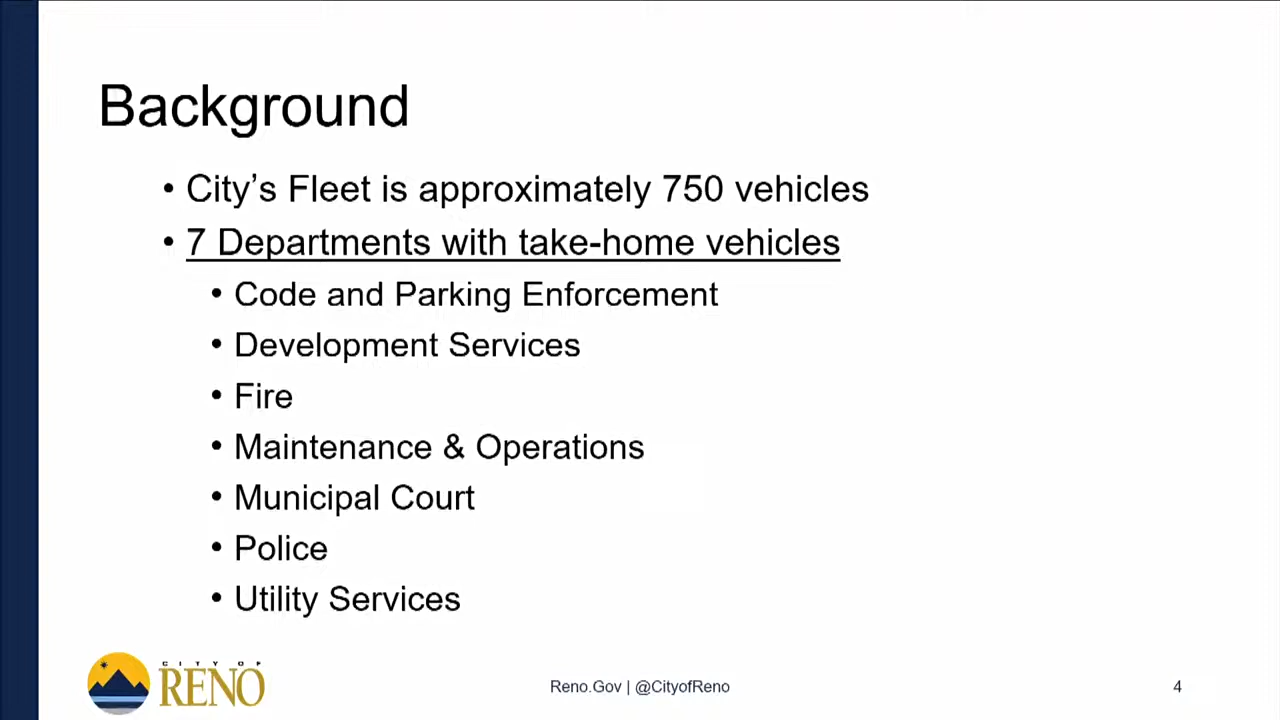 Background
• City’s Fleet is approximately 750 vehicles
• 7 Departments with take-home vehicles
• Code and Parking Enforcement
• Development Services
• Fire
• Maintenance & Operations
• Municipal Court
• Police
• Utility Services
CITY OF
RENO
Reno.Gov | @CityofReno
4